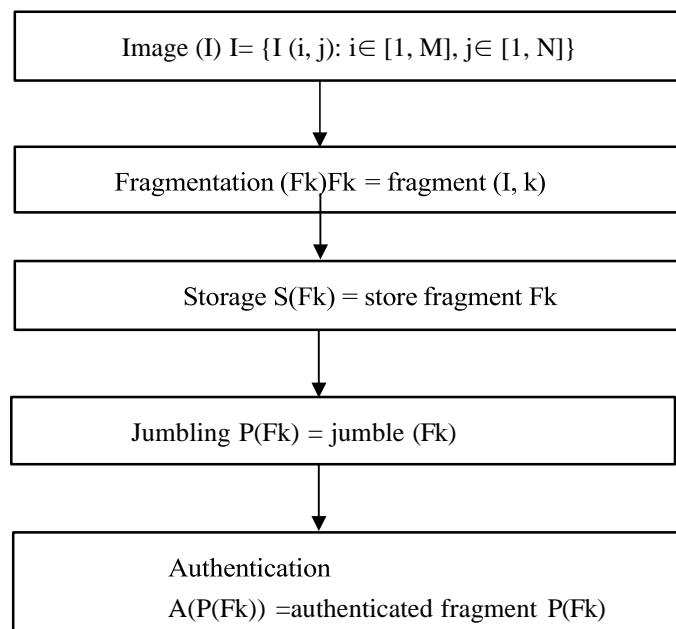 Image (I) I= {I (i, j): i∈ [1, M], j∈ [1, N]}
Fragmentation (Fk)Fk = fragment (I, k)
Storage S(Fk) = store fragment Fk
Jumbling P(Fk) = jumble (Fk)
Authentication
A(P(Fk)) =authenticated fragment P(Fk)